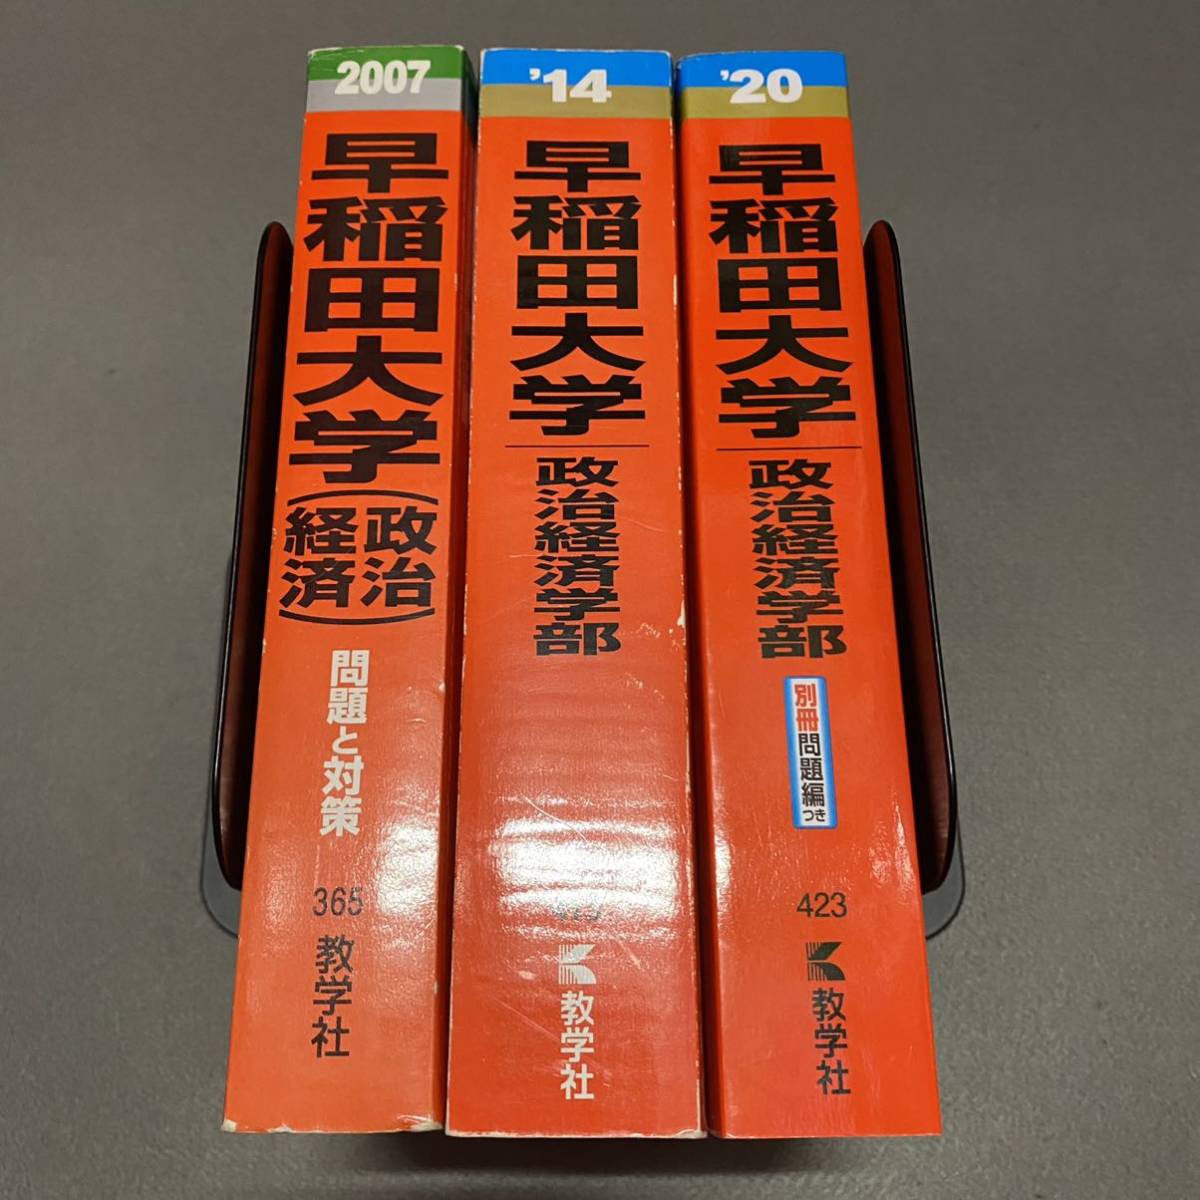 2007
早稲田大学
(政治
経済)
問題と対策
365
教学社
'14
早稲田大学
政治経済学部
教学社
'20
早稲田大学
政治経済学部
別冊問題編つき
423
教学社